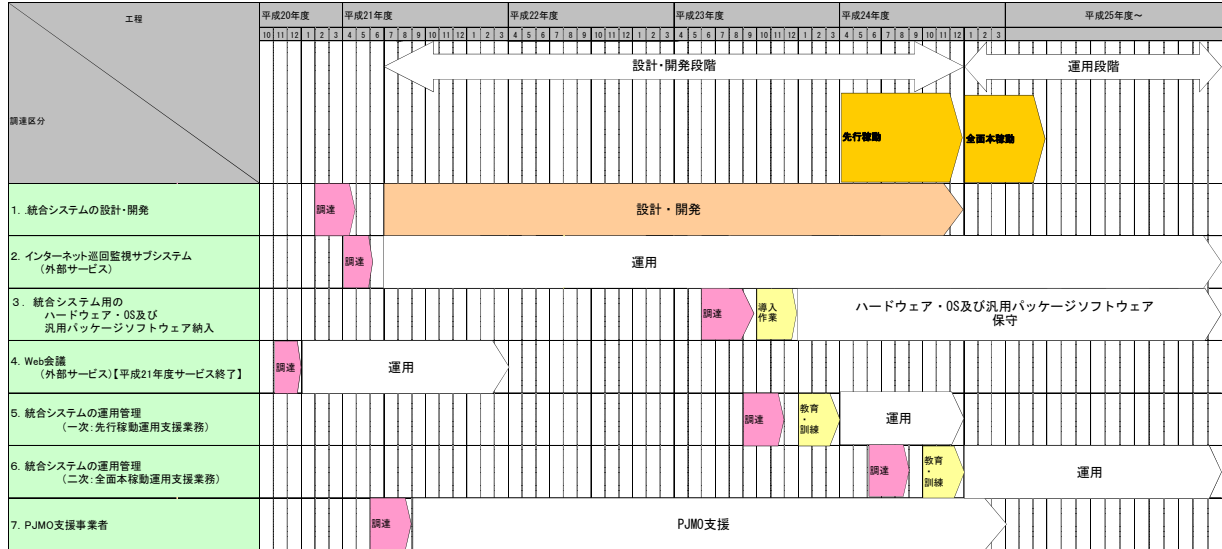 工程
調達区分
平成20年度 平成21年度 平成22年度 平成23年度 平成24年度 平成25年度～
10 11 12 1 2 3 4 5 6 7 8 9 10 11 12 1 2 3 4 5 6 7 8 9 10 11 12 1 2 3 4 5 6 7 8 9 10 11 12 1 2 3 4 5 6 7 8 9 10 11 12 1 2 3
設計・開発段階 運用段階
先行稼動 全面本稼動
1. .統合システムの設計・開発
調達 設計・開発
2. インターネット巡回監視サブシステム
(外部サービス)
調達 運用
3. 統合システム用の
ハードウェア・OS及び
汎用パッケージソフトウェア納入
調達
導入
作業
ハードウェア・OS及び汎用パッケージソフトウェア
保守
4. Web会議
(外部サービス)【平成21年度サービス終了】
調達 運用
5. 統合システムの運用管理
(一次:先行稼動運用支援業務)
調達
教育
・
訓練
運用
6. 統合システムの運用管理
(二次:全面本稼動運用支援業務)
調達
教育
・
訓練
運用
7. PJMO支援事業者
調達 PJMO支援